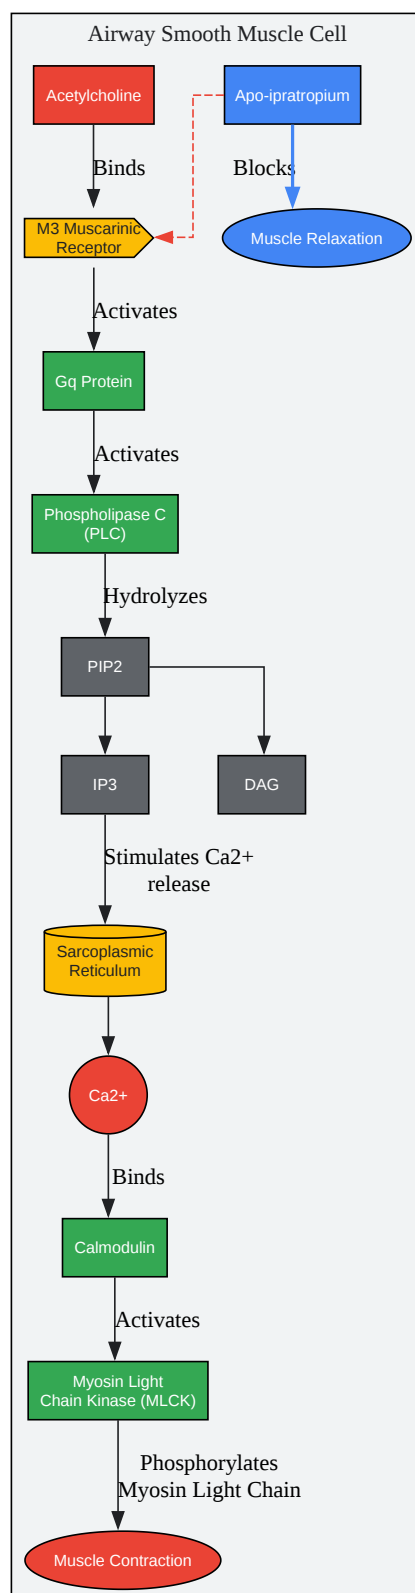 Airway Smooth Muscle Cell
Acetylcholine
Apo-ipratropium
Binds
Blocks
M3 Muscarinic
Receptor
Muscle Relaxation
Activates
Gq Protein
Activates
Phospholipase C
(PLC)
Hydrolyzes
PIP2
IP3
DAG
Stimulates Ca2+
release
Sarcoplasmic
Reticulum
Ca2+
Binds
Calmodulin
Activates
Myosin Light
Chain Kinase (MLCK)
Phosphorylates
Myosin Light Chain
Muscle Contraction